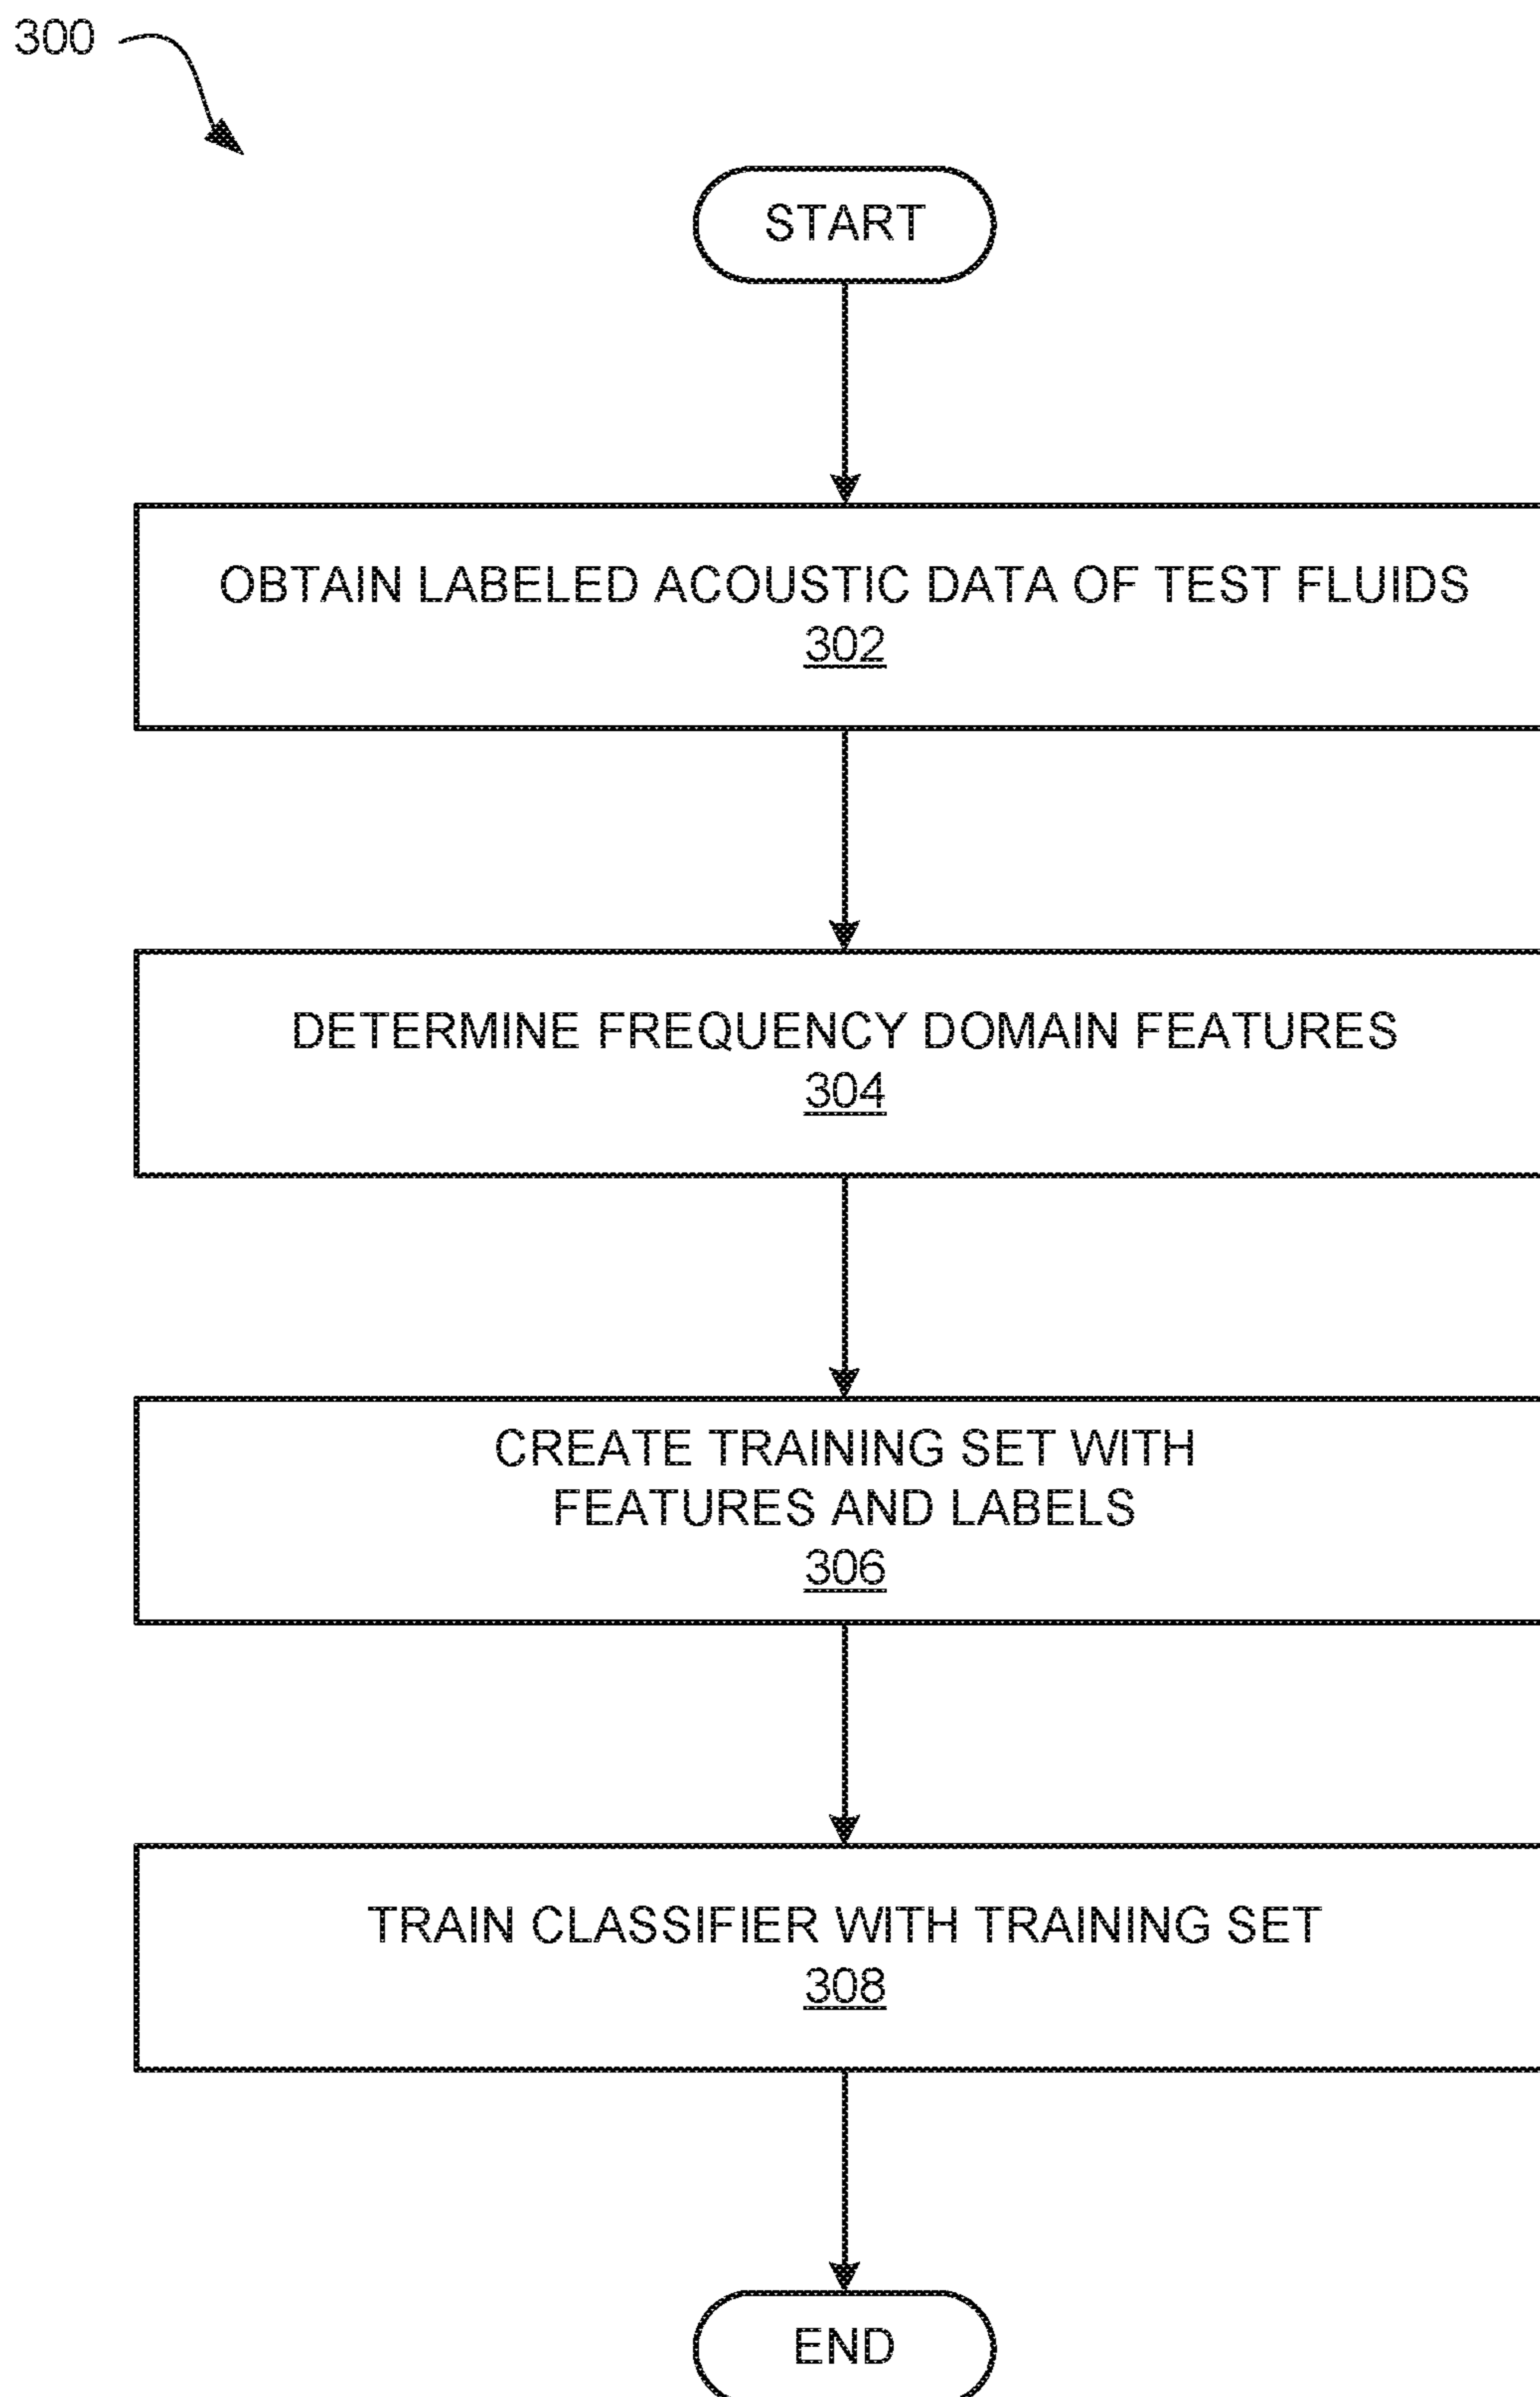 300
START
OBTAIN LABELED ACOUSTIC DATA OF TEST FLUIDS
302
DETERMINE FREQUENCY DOMAIN FEATURES
304
CREATE TRAINING SET WITH
FEATURES AND LABELS
306
TRAIN CLASSIFIER WITH TRAINING SET
308
END